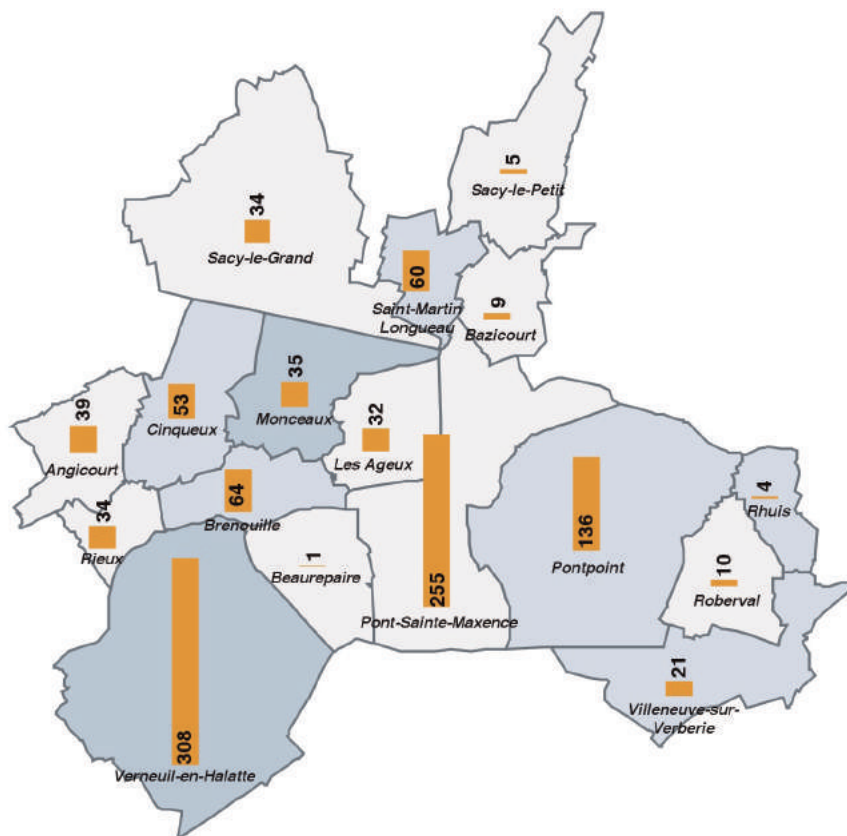 5
Sacy-le-Petit
34
Sacy-le-Grand
60
Saint-Martin
Longueau
9
Bazicourt
35
Monceaux
53
Cinqueux
39
Angicourt
32
Les Ageux
64
Brenouille
34
Rieux
4
Rhuis
136
Pontpoint
1
Beaurepaire
10
Roberval
255
Pont-Sainte-Maxence
21
Villeneuve-sur-
Verberie
308
Verneuil-en-Halatte